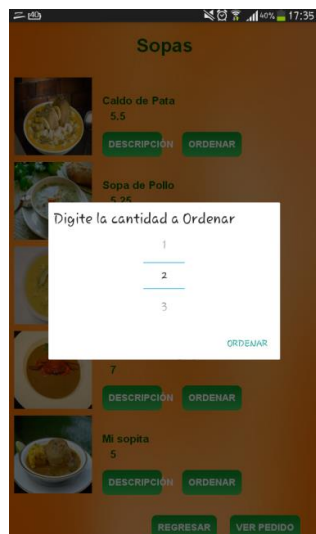 40% 17:35
Sopas
Caldo de Pata
5.5
DESCRIPCIÓN ORDENAR
Sopa de Pollo
5.25
Digite la cantidad a Ordenar
1
2
3
ORDENAR
7
DESCRIPCIÓN ORDENAR
Mi sopita
5
DESCRIPCIÓN ORDENAR
REGRESAR VER PEDIDO